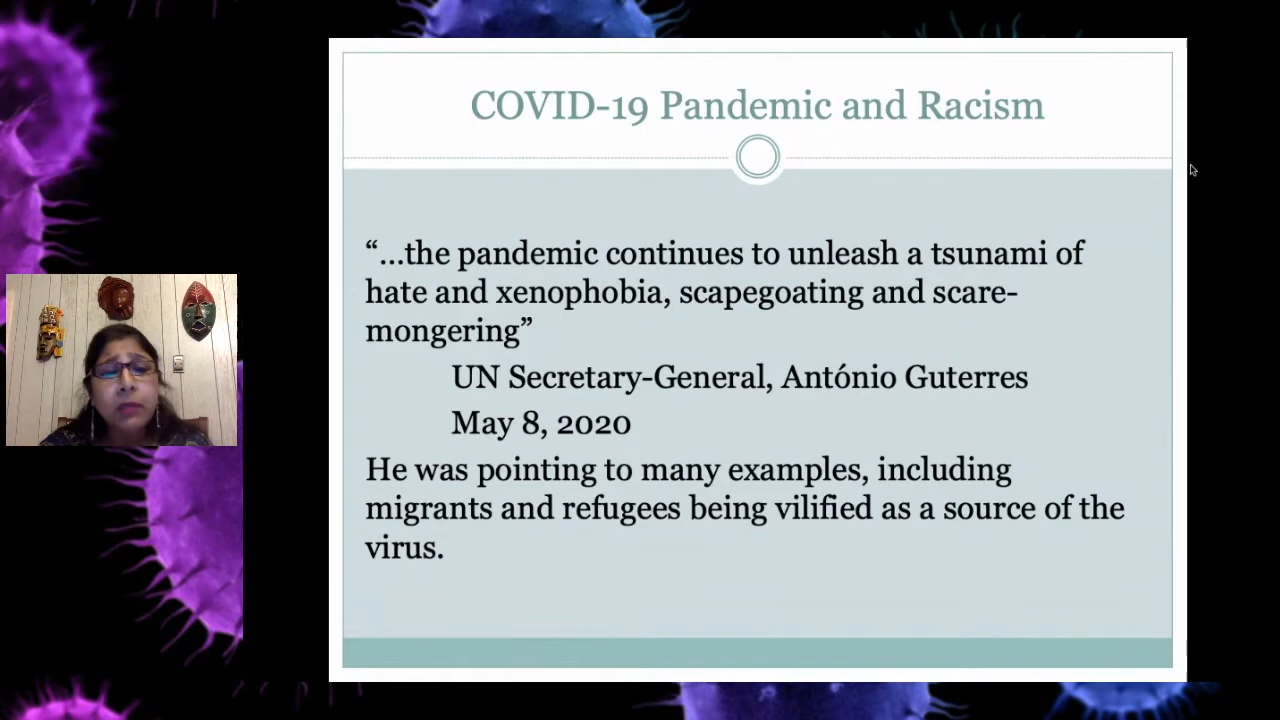 COVID-19 Pandemic and Racism
“…the pandemic continues to unleash a tsunami of
hate and xenophobia, scapegoating and scare-
mongering”
UN Secretary-General, António Guterres
May 8, 2020
He was pointing to many examples, including
migrants and refugees being vilified as a source of the
virus.